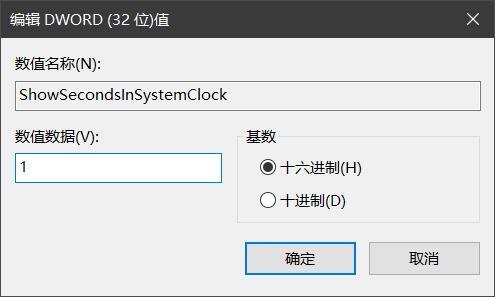 编辑 DWORD (32 位)值
数值名称(N):
ShowSecondsInSystemClock
数值数据(V):
1
基数
十六进制(H)
十进制(D)
确定
取消